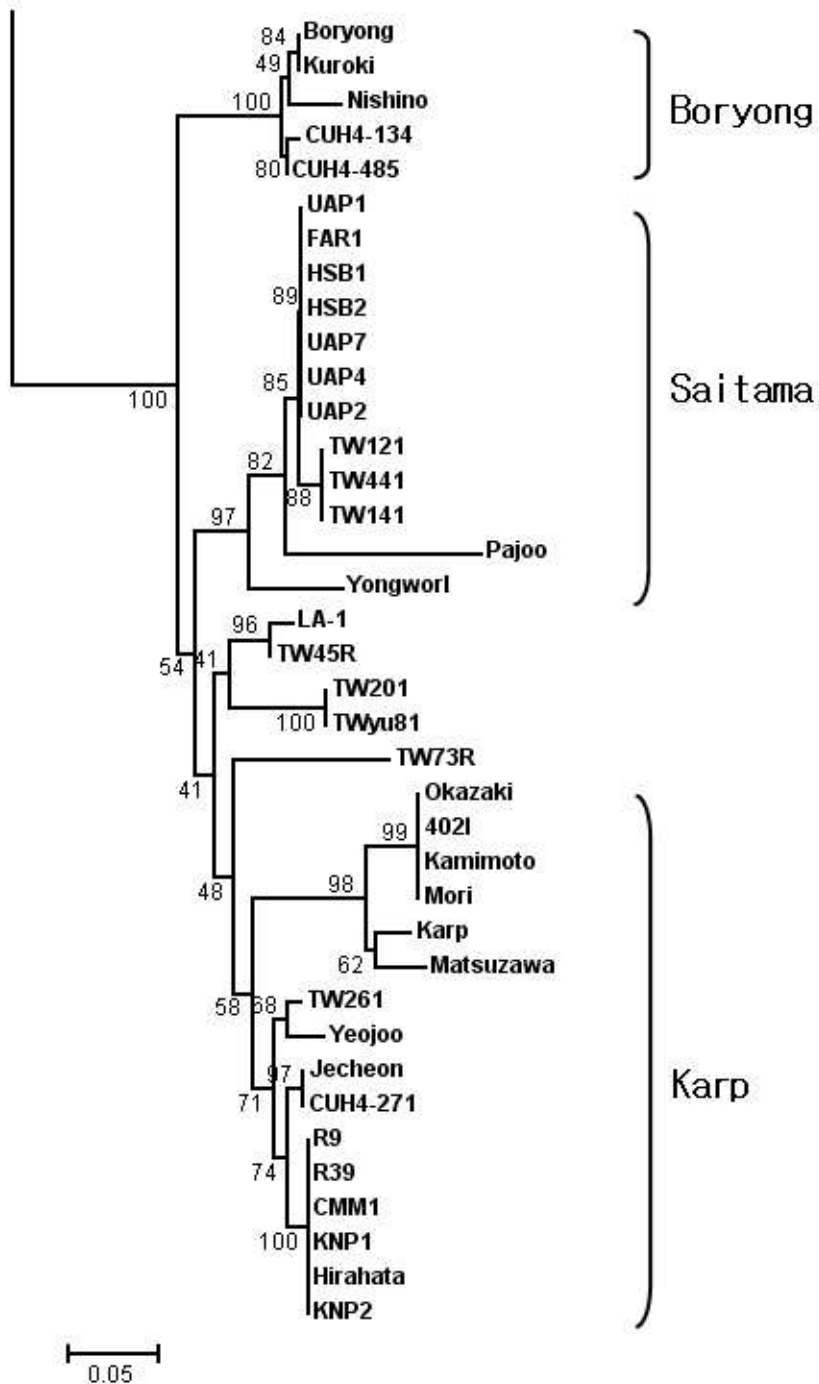 84
Boryong
49
Kuroki
100
Nishino
CUH4-134
80
CUH4-485
Boryong
UAP1
FAR1
HSB1
89
HSB2
UAP7
85
UAP4
UAP2
Saitama
100
82
TW121
88
TW441
TW141
97
Pajoo
Yongworl
96
LA-1
54
41
TW45R
TW201
100
TWyu81
TW73R
41
Okazaki
99
402I
Kamimoto
48
98
Mori
Karp
62
Matsuzawa
58
68
TW261
Yeojoo
97
Jecheon
71
CUH4-271
Karp
R9
74
R39
CMM1
100
KNP1
Hirahata
KNP2
0.05